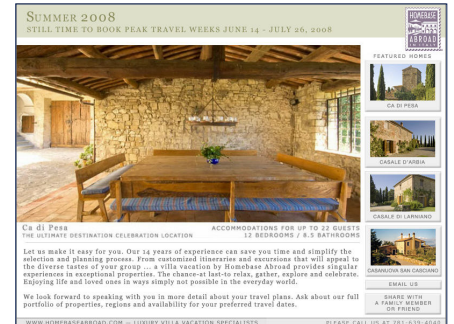 SUMMER 2008
STILL TIME TO BOOK PEAK TRAVEL WEEKS JUNE 14 - JULY 26, 2008
HOMEBASE
ABROAD
FEATURED HOMES
CA DI PESA
CASALE D'ARBIA
CASALE DI LARNIANO
CASANUOVA SAN CASCIANO
EMAIL US
SHARE WITH
A FAMILY MEMBER
OR FRIEND
Ca di Pesa
THE ULTIMATE DESTINATION CELEBRATION LOCATION
ACCOMMODATIONS FOR UP TO 22 GUESTS
12 BEDROOMS / 8.5 BATHROOMS
Let us make it easy for you. Our 14 years of experience can save you time and simplify the
selection and planning process. From customized itineraries and excursions that will appeal to
the diverse tastes of your group ... a villa vacation by Homebase Abroad provides singular
experiences in exceptional properties. The chance-at last-to relax, gather, explore and celebrate.
Enjoying life and loved ones in ways simply not possible in the everyday world.
We look forward to speaking with you in more detail about your travel plans. Ask about our full
portfolio of properties, regions and availability for your preferred travel dates.
WWW.HOMEBASEABROAD.COM -- LUXURY VILLA VACATION SPECIALISTS
PLEASE CALL US AT 781-639-4040